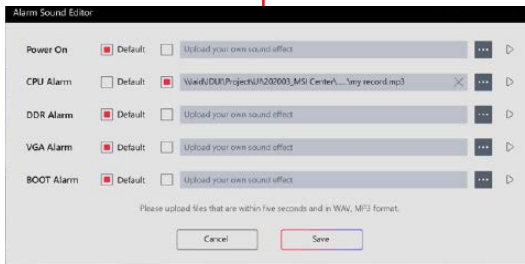 Alarm Sound Editor
Power On Default Upload your own sound effect ...
CPU Alarm Default \\aid\IDUI\Project\UI\202003_MSI Center\....\my record.mp3 ...
DDR Alarm Default Upload your own sound effect ...
VGA Alarm Default Upload your own sound effect ...
BOOT Alarm Default Upload your own sound effect ...
Please upload files that are within five seconds and in WAV, MP3 format.
Cancel Save